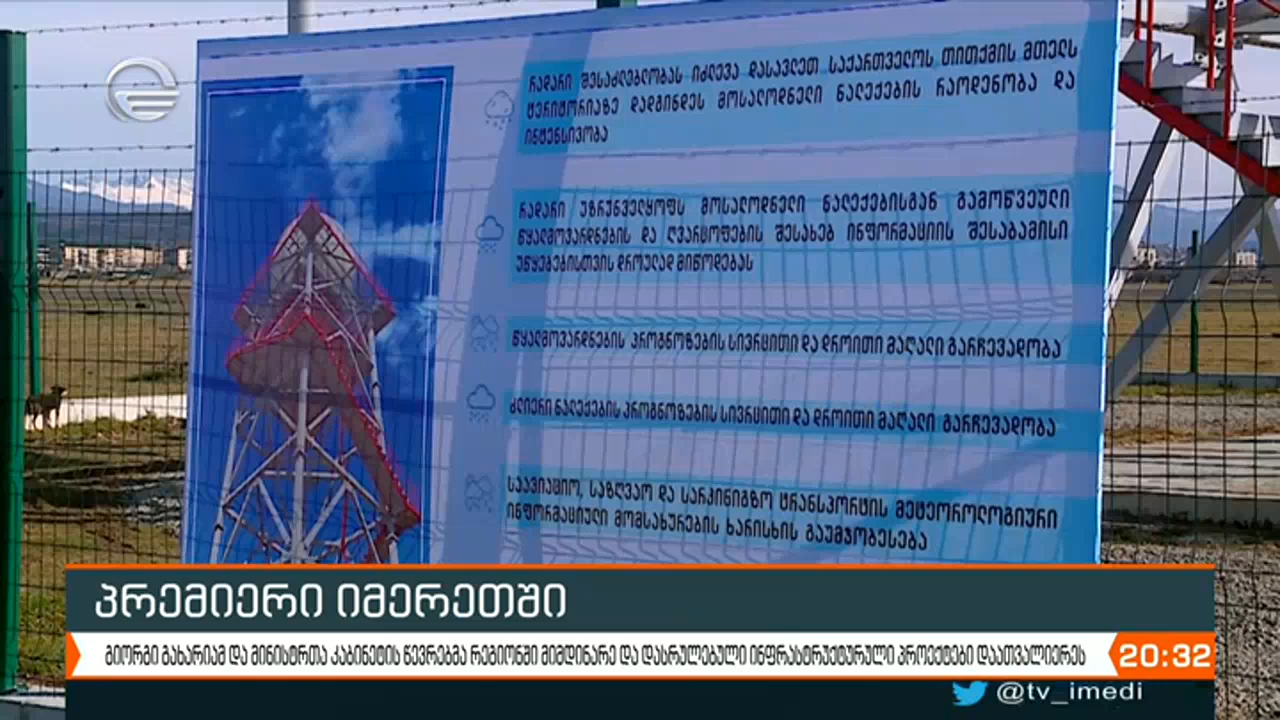 რადარი შესაძლებლობას იძლევა დასავლეთ საქართველოს თითქმის მთელს
ტერიტორიაზე დადგინდეს მოსალოდნელი ნალექების რაოდენობა და
ინტენსივობა
რადარი უზრუნველყოფს მოსალოდნელი ნალექებისგან გამოწვეული
წყალმოვარდნების და ღვარცოფების შესახებ ინფორმაციის შესაბამისი
უწყებებისთვის დროულად მიწოდებას
წყალმოვარდნების პროგნოზების სივრცითი და დროითი მაღალი გარჩევადობა
ძლიერი ნალექების პროგნოზების სივრცითი და დროითი მაღალი გარჩევადობა
საავიაციო, საზღვაო და სარკინიგზო ტრანსპორტის მეტეოროლოგიური
ინფორმაციული მომსახურების ხარისხის გაუმჯობესება
პრემიერი იმერეთში
გიორგი გახარიამ და მინისტრთა კაბინეტის წევრებმა რეგიონში მიმდინარე და დასრულებული ინფრასტრუქტურული პროექტები დაათვალიერეს
20:32
@tv_imedi